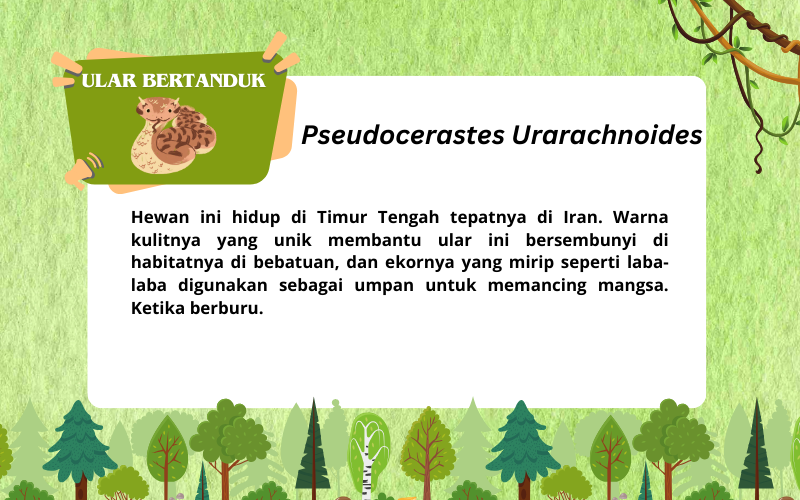 ULAR BERTANDUK
Pseudocerastes Urarachnoides
Hewan ini hidup di Timur Tengah tepatnya di Iran. Warna
kulitnya yang unik membantu ular ini bersembunyi di
habitatnya di bebatuan, dan ekornya yang mirip seperti laba-
laba digunakan sebagai umpan untuk memancing mangsa.
Ketika berburu.